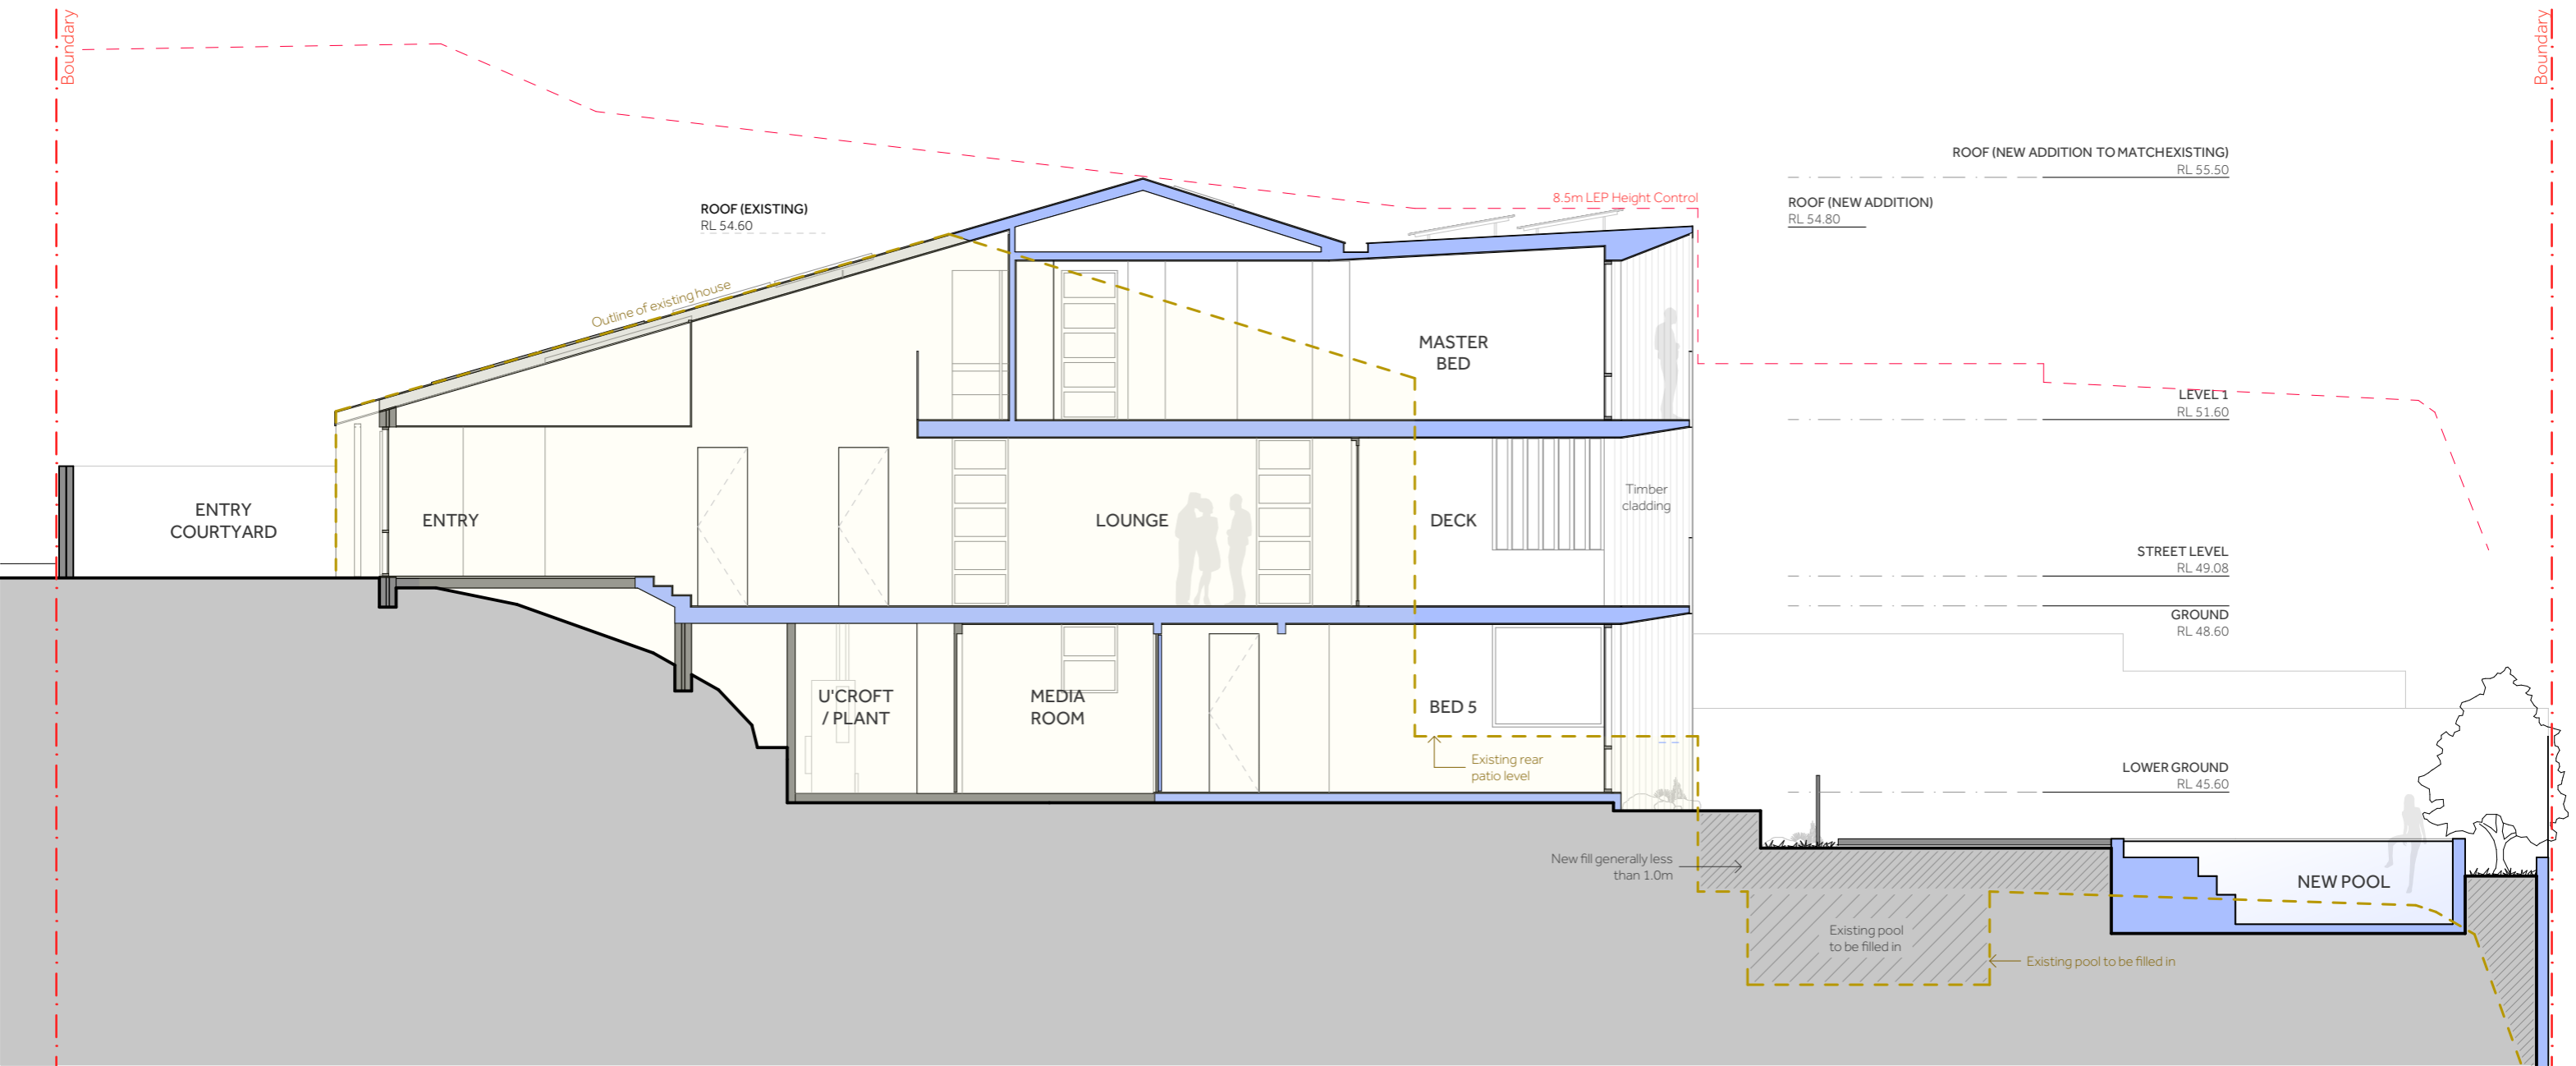 Boundary
Boundary
ROOF (NEW ADDITION TO MATCH EXISTING)
RL 55.50
8.5m LEP Height Control
ROOF (NEW ADDITION)
RL 54.80
ROOF (EXISTING)
RL 54.60
Outline of existing house
MASTER
BED
LEVEL 1
RL 51.60
ENTRY
COURTYARD
ENTRY
LOUNGE
DECK
Timber
cladding
STREET LEVEL
RL 49.08
GROUND
RL 48.60
U'CROFT
/ PLANT
MEDIA
ROOM
BED 5
Existing rear
patio level
LOWER GROUND
RL 45.60
New fill generally less
than 1.0m
NEW POOL
Existing pool
to be filled in
Existing pool to be filled in